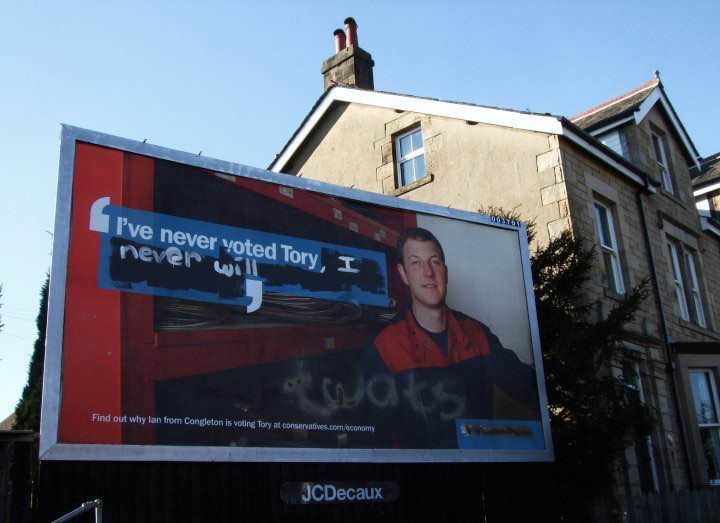 I've never voted Tory, I
never will
twats
Find out why Ian from Congleton is voting Tory at conservatives.com/economy
JCDecaux